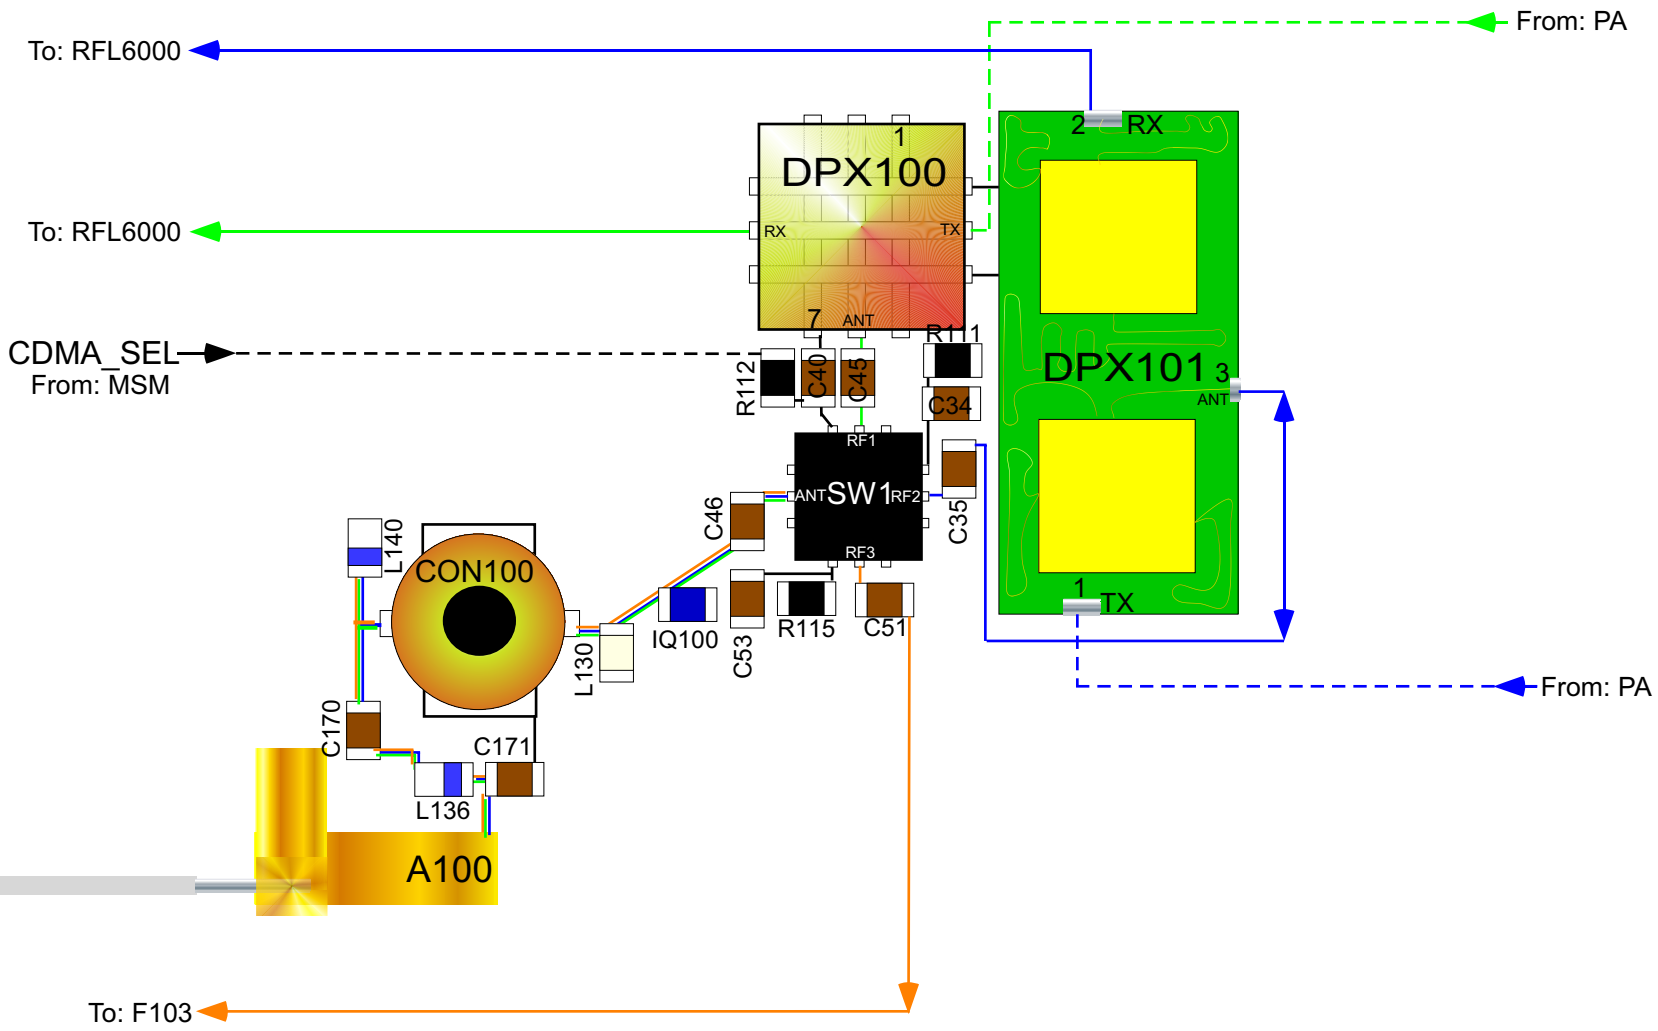 From: PA
To: RFL6000
2 RX
1
DPX100
To: RFL6000
RX
TX
7
ANT
CDMA_SEL
From: MSM
R112
C40
C45
R111
C34
DPX101
3
ANT
RF1
ANT
SW1
RF2
RF3
C35
C46
L140
CON100
1
TX
L130
IQ100
C53
R115
C51
From: PA
C170
C171
L136
A100
To: F103